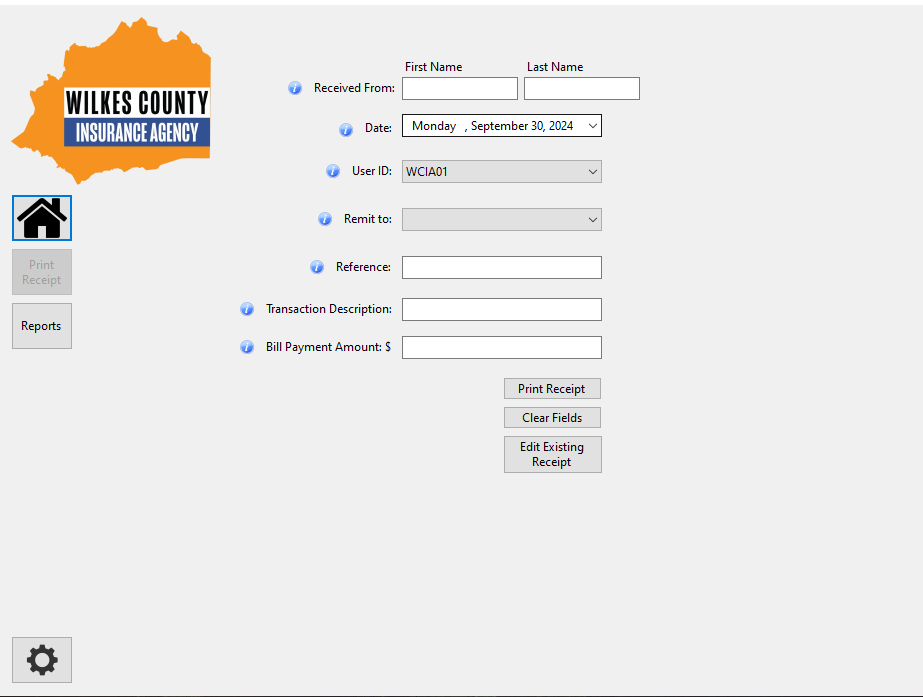 WILKES COUNTY
INSURANCE AGENCY
First Name Last Name
Received From:
Date: Monday , September 30, 2024
User ID: WCIA01
Remit to:
Print
Receipt
Reference:
Reports
Transaction Description:
Bill Payment Amount: $
Print Receipt
Clear Fields
Edit Existing
Receipt